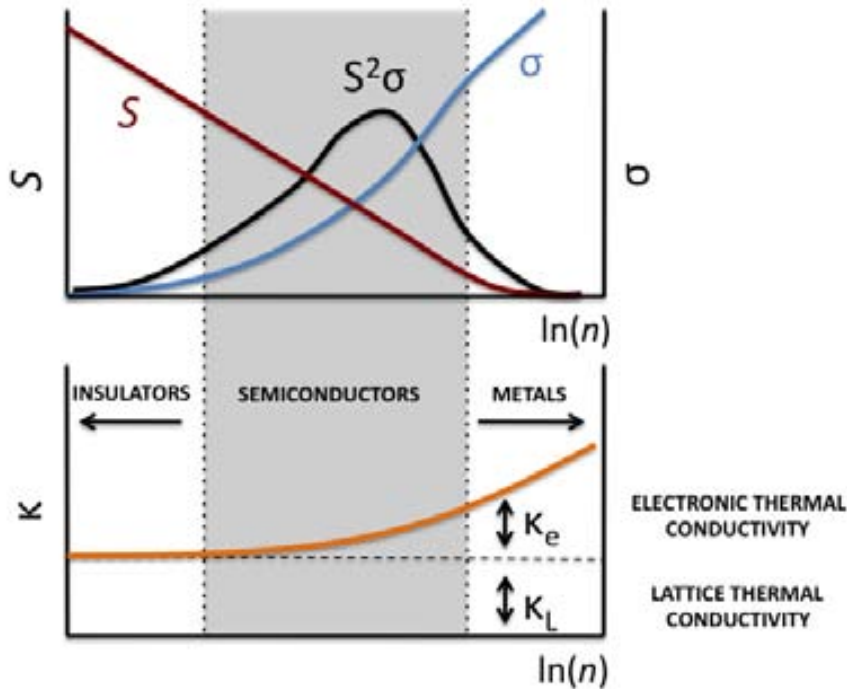 S²σ
σ
S
S
σ
ln(n)
INSULATORS
SEMICONDUCTORS
METALS
κ
κe
ELECTRONIC THERMAL
CONDUCTIVITY
κL
LATTICE THERMAL
CONDUCTIVITY
ln(n)